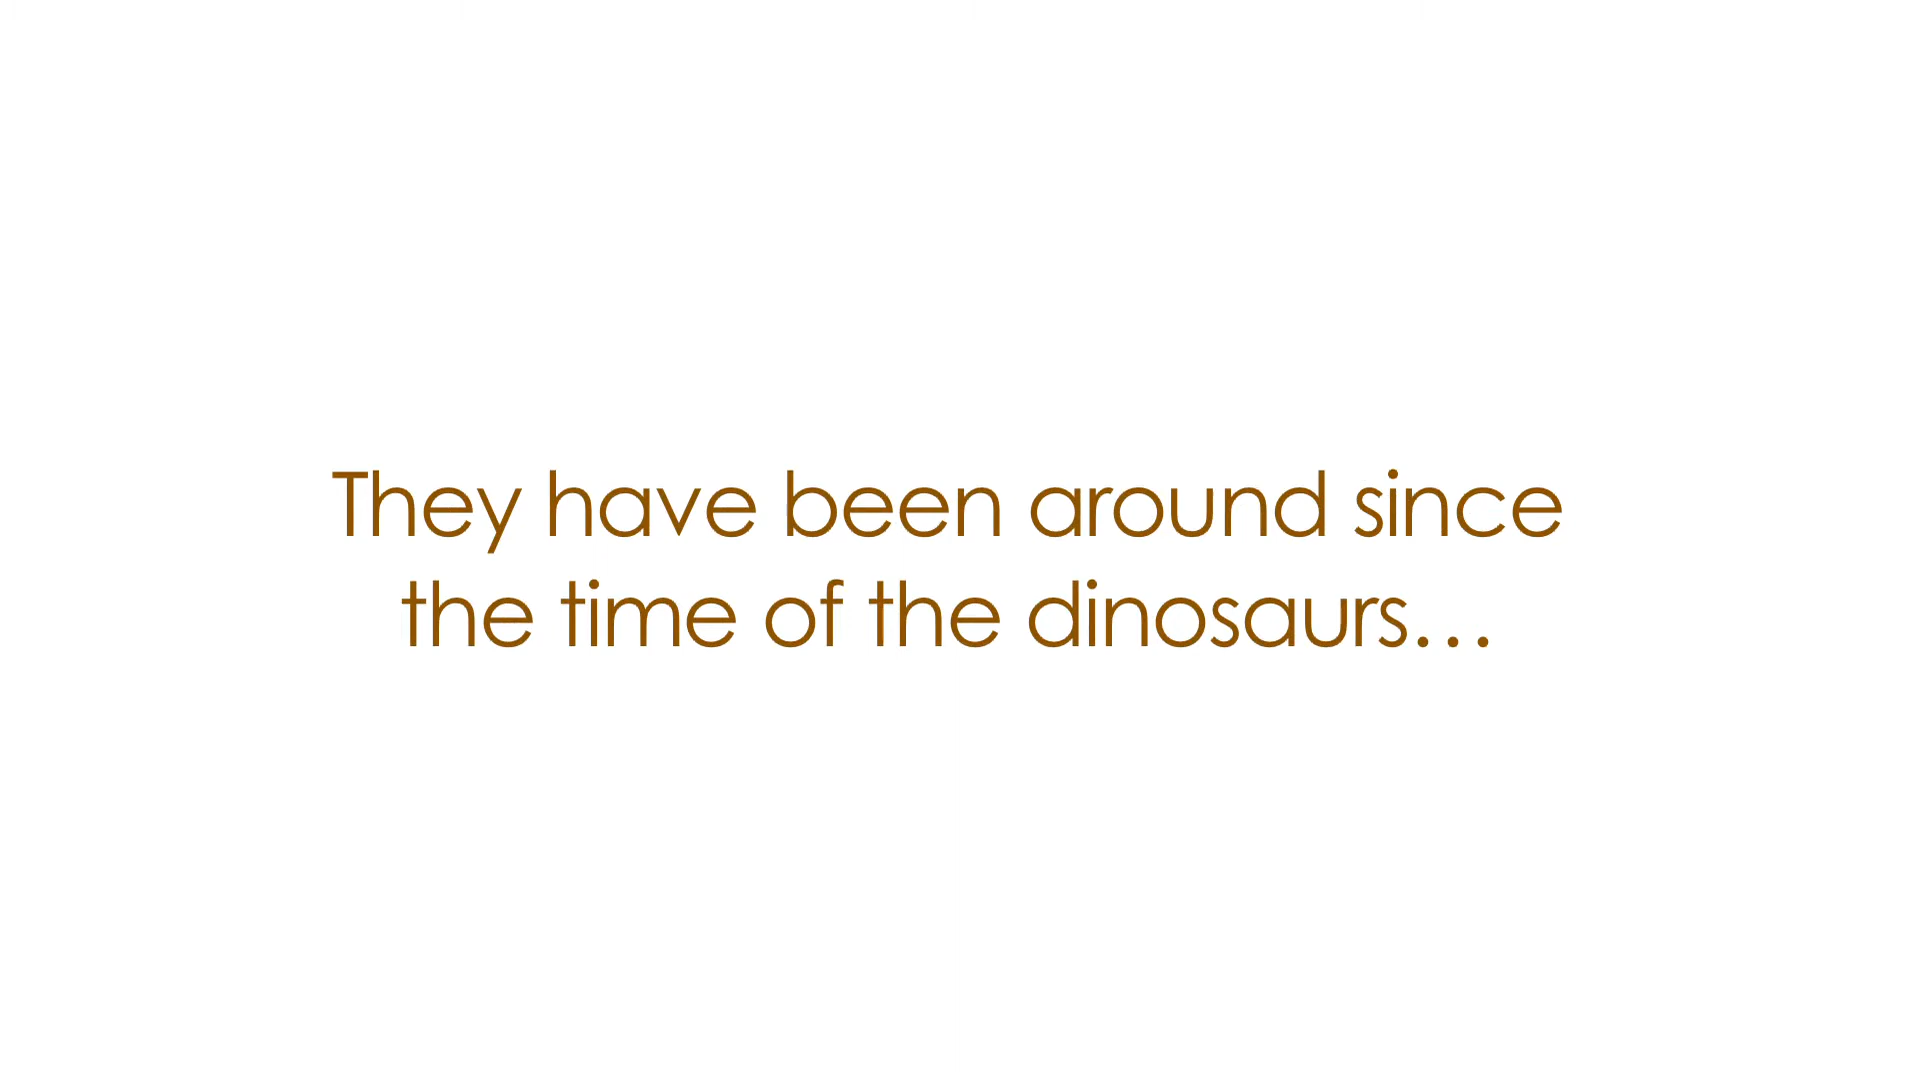 They have been around since
the time of the dinosaurs...